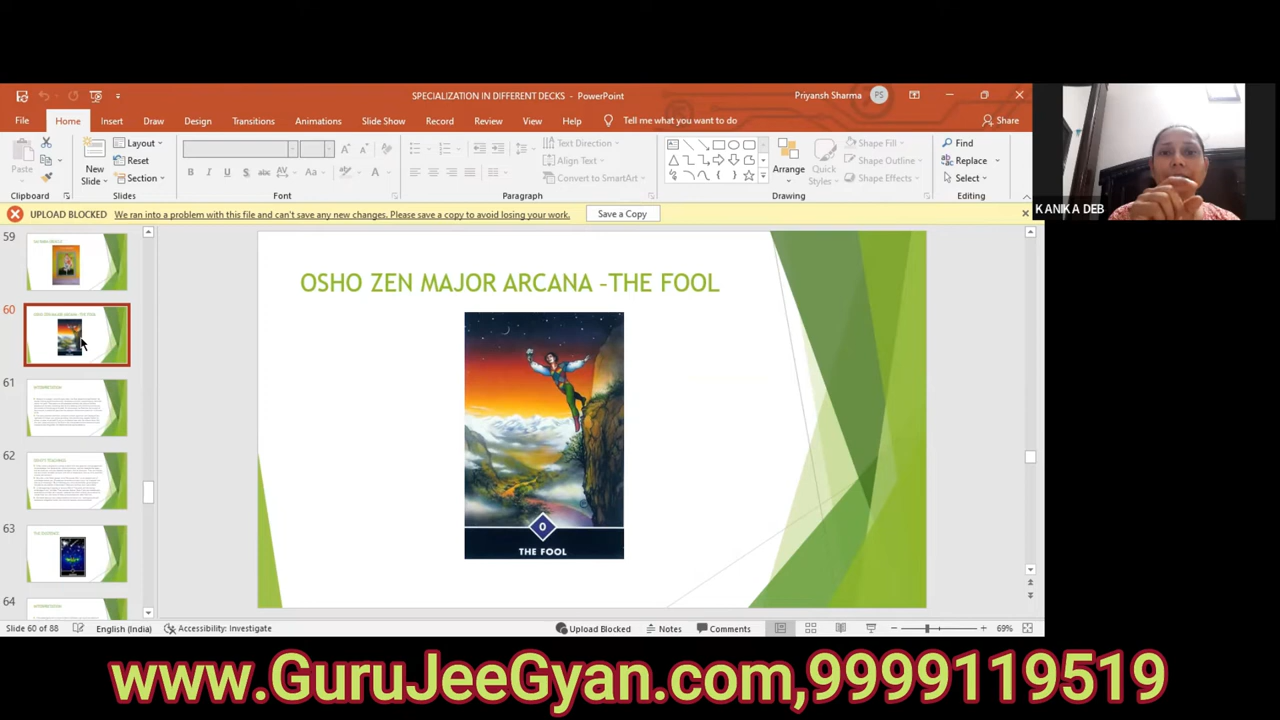 SPECIALIZATION IN DIFFERENT DECKS - PowerPoint
Priyansh Sharma
PS
File
Home
Insert
Draw
Design
Transitions
Animations
Slide Show
Record
Review
View
Help
Tell me what you want to do
Share
Paste
New
Slide
Layout
Reset
Section
Text Direction
Align Text
Convert to SmartArt
Arrange
Quick
Styles
Shape Fill
Shape Outline
Shape Effects
Find
Replace
Select
Clipboard
Font
Paragraph
Drawing
Editing
UPLOAD BLOCKED
We ran into a problem with this file and can't save any new changes. Please save a copy to avoid losing your work.
Save a Copy
KANIKA DEB
59
60
61
62
63
64
OSHO ZEN MAJOR ARCANA –THE FOOL
0
THE FOOL
Slide 60 of 88
English (India)
Accessibility: Investigate
Upload Blocked
Notes
Comments
69%
www.GuruJeeGyan.com,9999119519